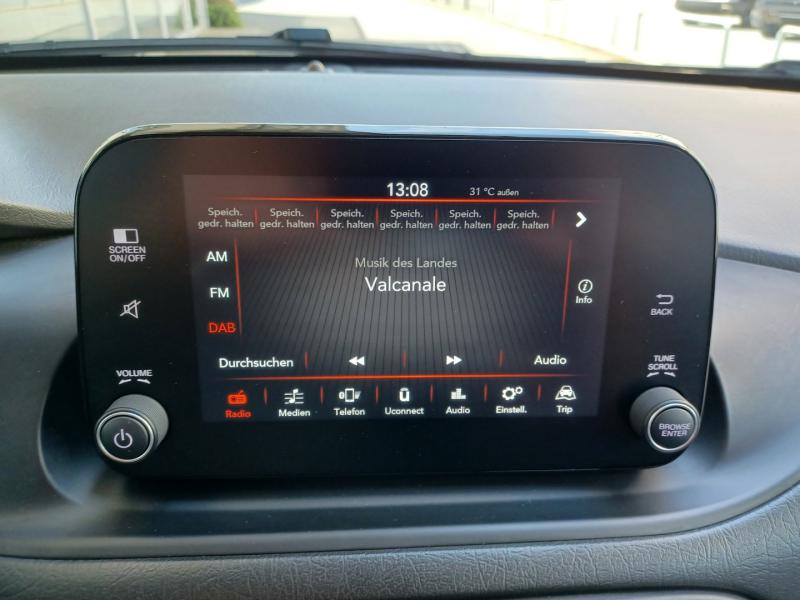 13:08
31 °C außen
Speich. gedr. halten
Speich. gedr. halten
Speich. gedr. halten
Speich. gedr. halten
Speich. gedr. halten
Speich. gedr. halten
SCREEN
ON/OFF
AM
FM
DAB
Musik des Landes
Valcanale
i
Info
BACK
VOLUME
TUNE
SCROLL
Durchsuchen
Audio
Radio
Medien
Telefon
Uconnect
Audio
Einstell.
Trip
BROWSE
ENTER